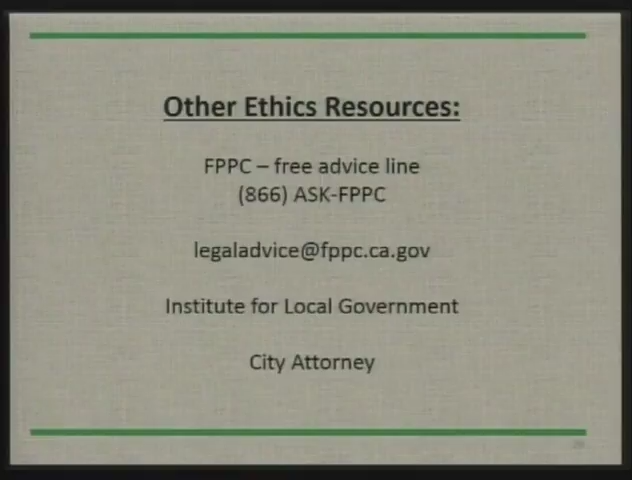 Other Ethics Resources:
FPPC – free advice line
(866) ASK-FPPC
legaladvice@fppc.ca.gov
Institute for Local Government
City Attorney